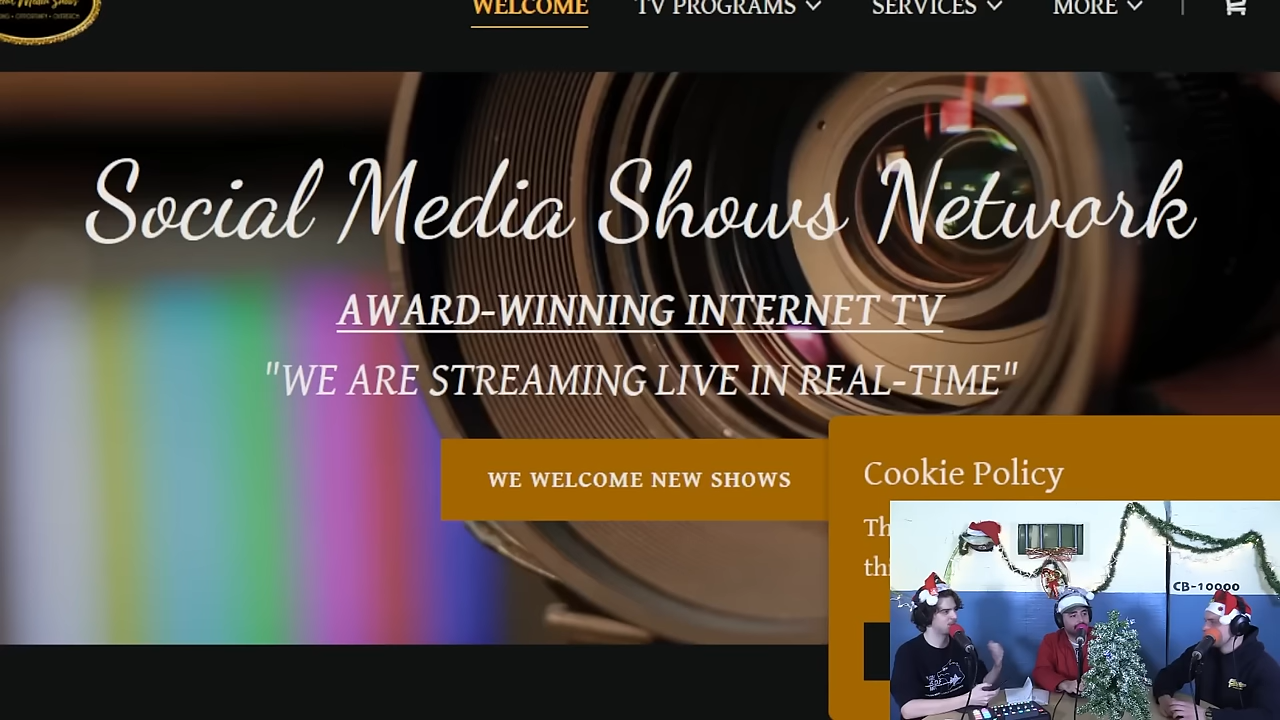 WELCOME TV PROGRAMS SERVICES MORE
Social Media Shows Network
AWARD-WINNING INTERNET TV
"WE ARE STREAMING LIVE IN REAL-TIME"
WE WELCOME NEW SHOWS
Cookie Policy
CB-10000